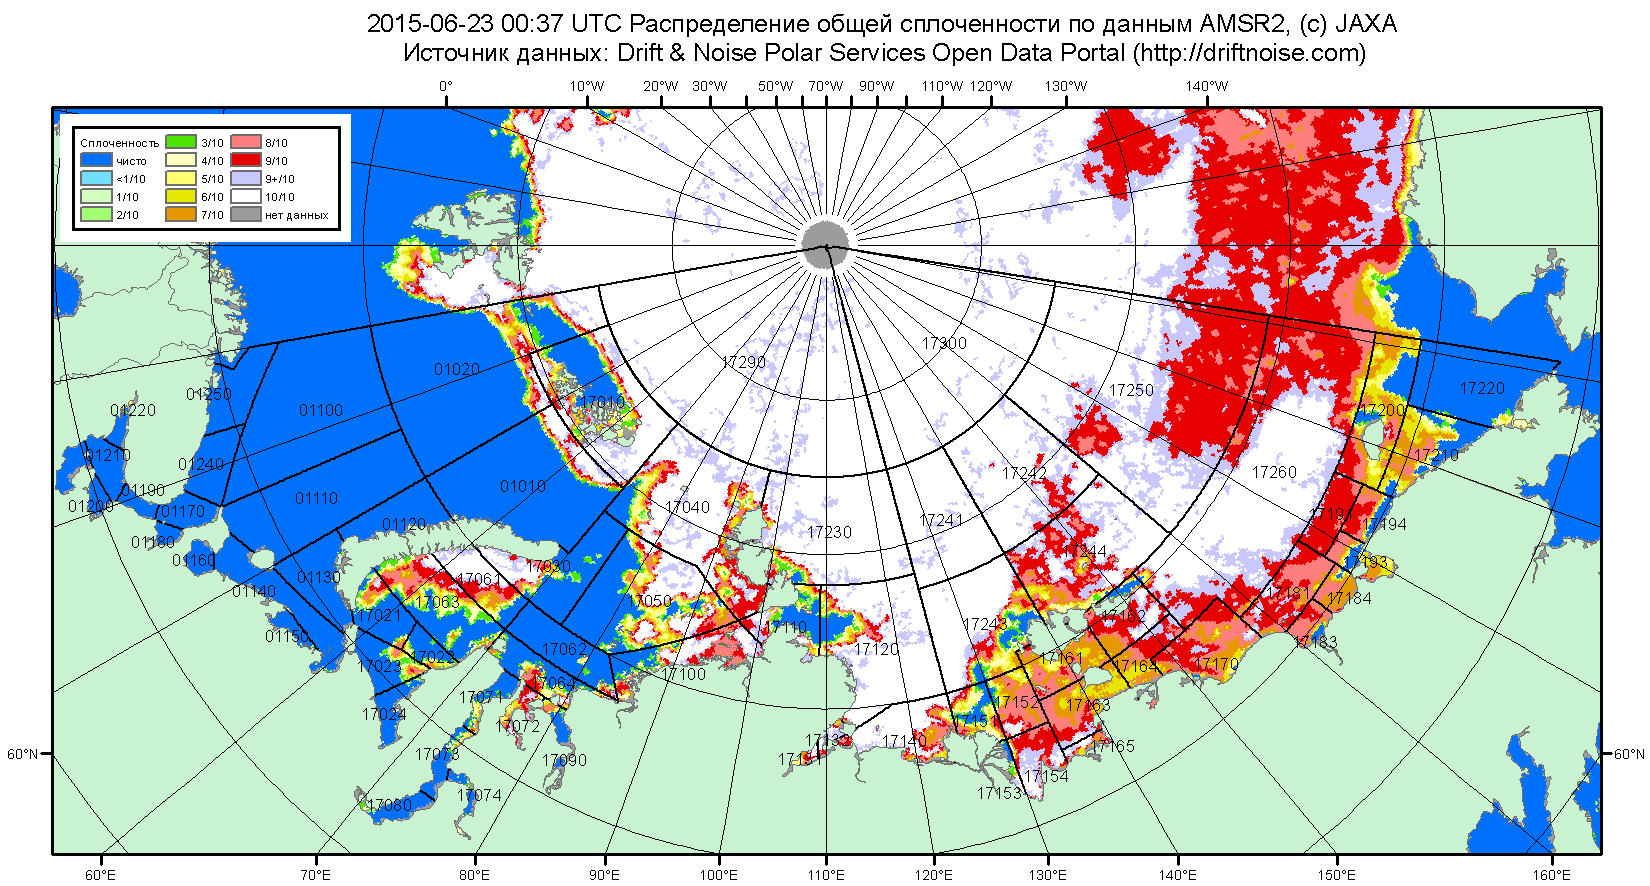 2015-06-23 00:37 UTC Распределение общей сплоченности по данным AMSR2, (c) JAXA
Источник данных: Drift & Noise Polar Services Open Data Portal (http://driftnoise.com)
0° 10°W 20°W 30°W 50°W 70°W 90°W 110°W 120°W 130°W 140°W
Сплоченность 3/10 8/10
чисто 4/10 9/10
<1/10 5/10 9+/10
1/10 6/10 10/10
2/10 7/10 нет данных
17290 17300
01020
01250 17250 17220
01220 01100 17010 17200
01210 01240 17210
17242 17260
01190 01110 01010
01200 01170 17040 17191
01180 01120 17230 17241 17194
01160 17244 17193
01130 17061 17030
01140 17063 17050 17181 17184
17021 17162
01150 17110 17243 17183
17023 17022 17062 17120 17161 17164 17170
17064 17100
17071 17152 17163
17024 17072 17151
17132 17140 17165
17073 17090 17131
17154
17080 17074 17153
60°N 60°N
60°E 70°E 80°E 90°E 100°E 110°E 120°E 130°E 140°E 150°E 160°E